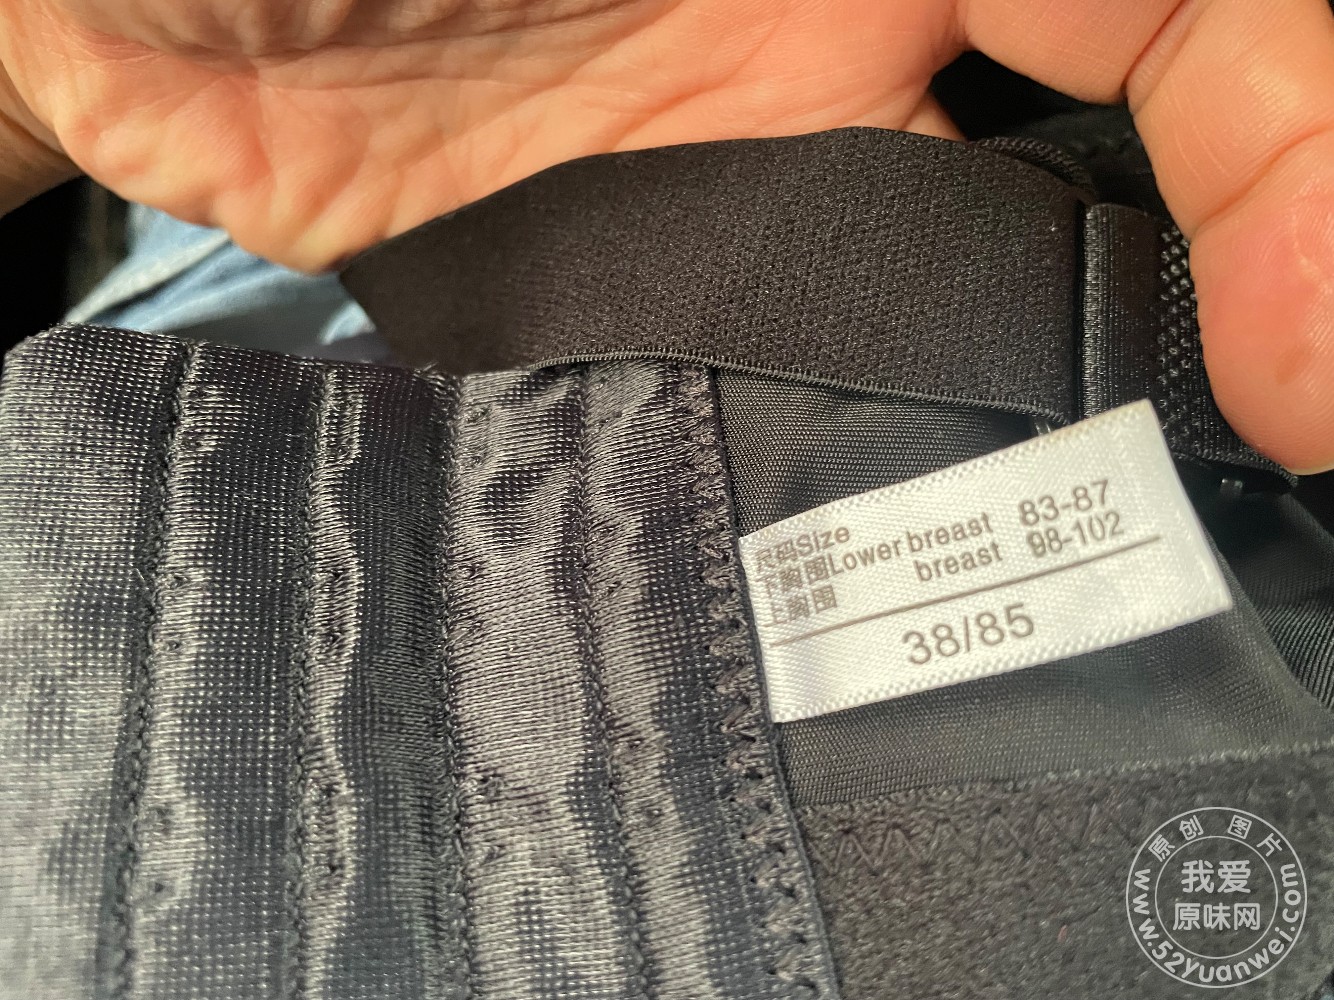 尺码Size
下胸围Lower breast 83-87
上胸围 breast 98-102
38/85
原创图片
我爱
原味网
www.52yuanwei.com